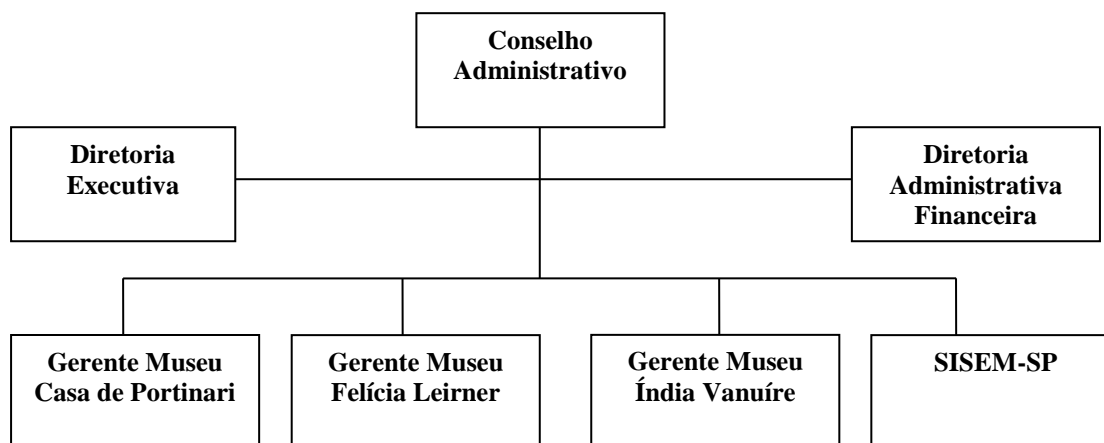 Conselho
Administrativo
Diretoria
Executiva
Diretoria
Administrativa
Financeira
Gerente Museu
Casa de Portinari
Gerente Museu
Felícia Leirner
Gerente Museu
Índia Vanuíre
SISEM-SP